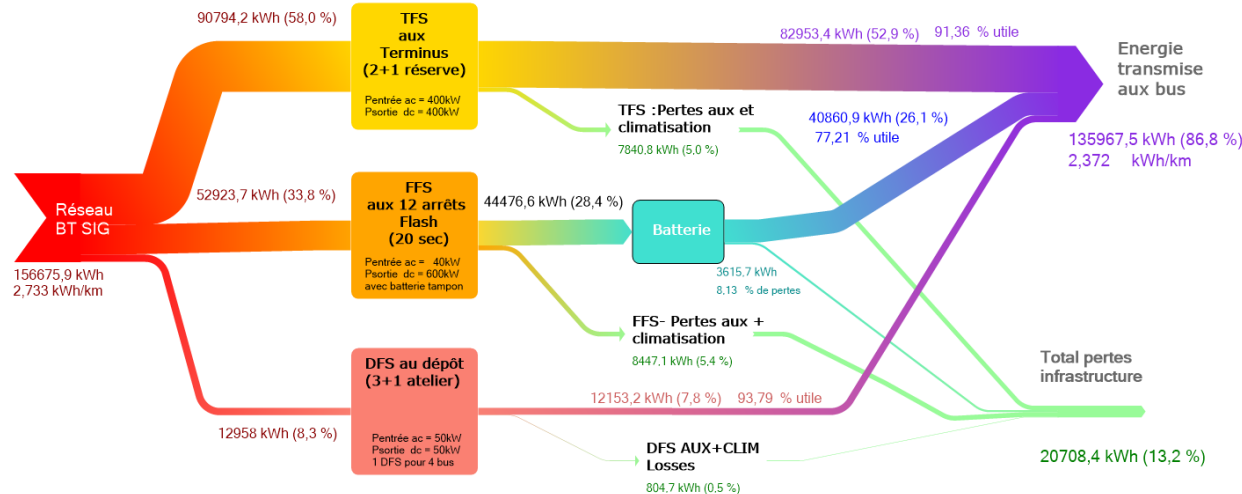 90794,2 kWh (58,0 %)
TFS
aux
Terminus
(2+1 réserve)
Pentrée ac = 400kW
Psortie dc = 400kW
82953,4 kWh (52,9 %) 91,36 % utile
Energie
transmise
aux bus
TFS :Pertes aux et
climatisation
7840,8 kWh (5,0 %)
40860,9 kWh (26,1 %)
77,21 % utile
135967,5 kWh (86,8 %)
2,372 kWh/km
Réseau
BT SIG
156675,9 kWh
2,733 kWh/km
52923,7 kWh (33,8 %)
FFS
aux 12 arrêts
Flash
(20 sec)
Pentrée ac = 40kW
Psortie dc = 600kW
avec batterie tampon
44476,6 kWh (28,4 %)
Batterie
3615,7 kWh
8,13 % de pertes
FFS- Pertes aux +
climatisation
8447,1 kWh (5,4 %)
DFS au dépôt
(3+1 atelier)
Pentrée ac = 50kW
Psortie dc = 50kW
1 DFS pour 4 bus
12958 kWh (8,3 %)
12153,2 kWh (7,8 %) 93,79 % utile
DFS AUX+CLIM
Losses
804,7 kWh (0,5 %)
Total pertes
infrastructure
20708,4 kWh (13,2 %)